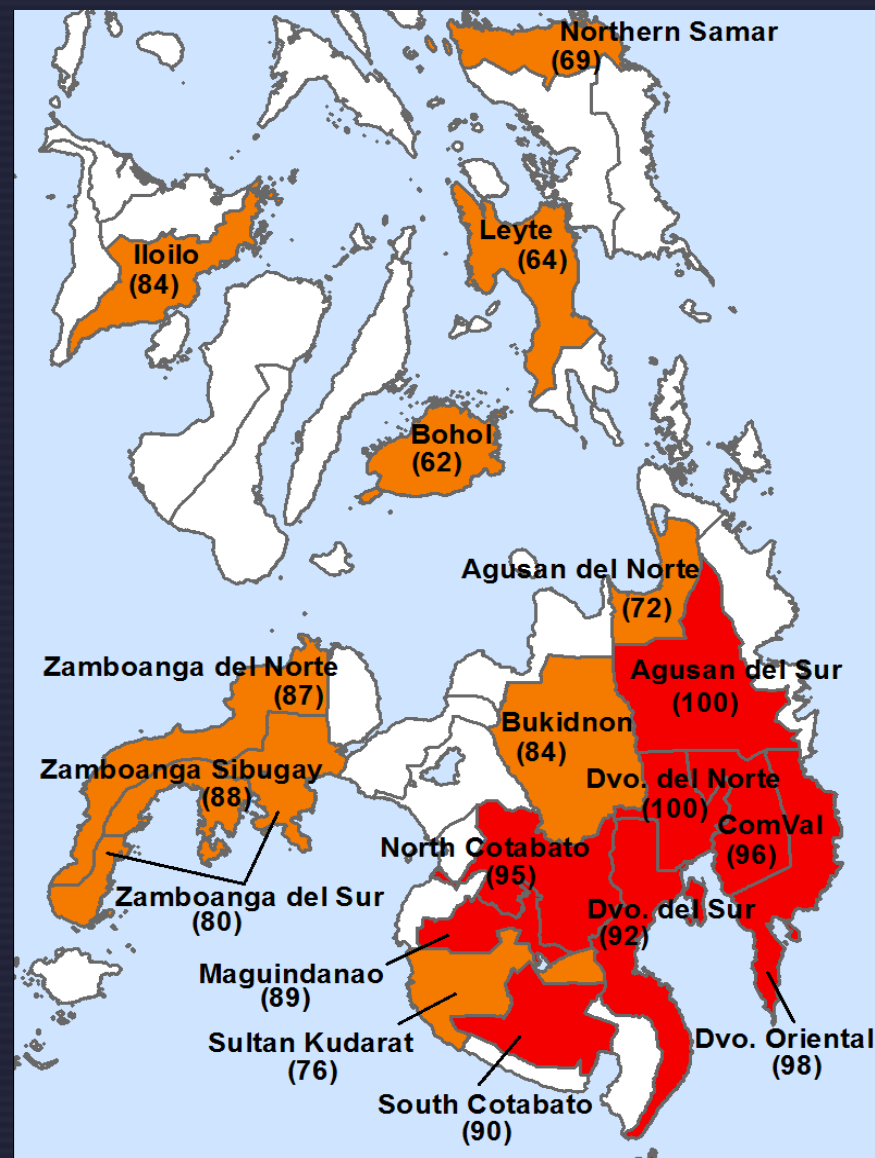 Northern Samar
(69)
Leyte
(64)
Iloilo
(84)
Bohol
(62)
Agusan del Norte
(72)
Zamboanga del Norte
(87)
Agusan del Sur
(100)
Bukidnon
(84)
Zamboanga Sibugay
(88)
Dvo. del Norte
(100)
ComVal
(96)
North Cotabato
(95)
Zamboanga del Sur
(80)
Dvo. del Sur
(92)
Maguindanao
(89)
Sultan Kudarat
(76)
Dvo. Oriental
(98)
South Cotabato
(90)